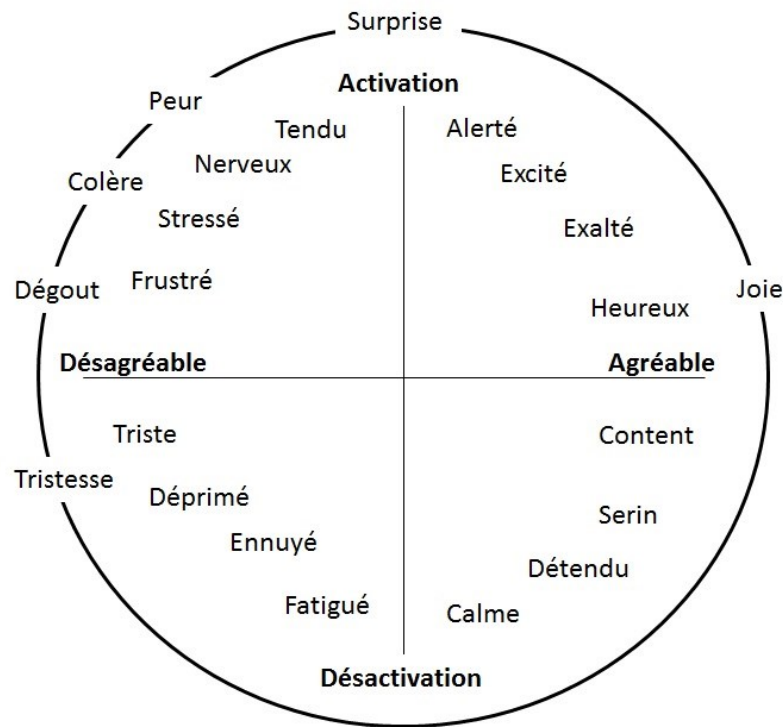 Surprise
Activation
Peur
Tendu
Alerté
Nerveux
Excité
Colère
Stressé
Exalté
Frustré
Dégout
Joie
Heureux
Désagréable
Agréable
Triste
Content
Tristesse
Déprimé
Serin
Ennuyé
Détendu
Fatigué
Calme
Désactivation